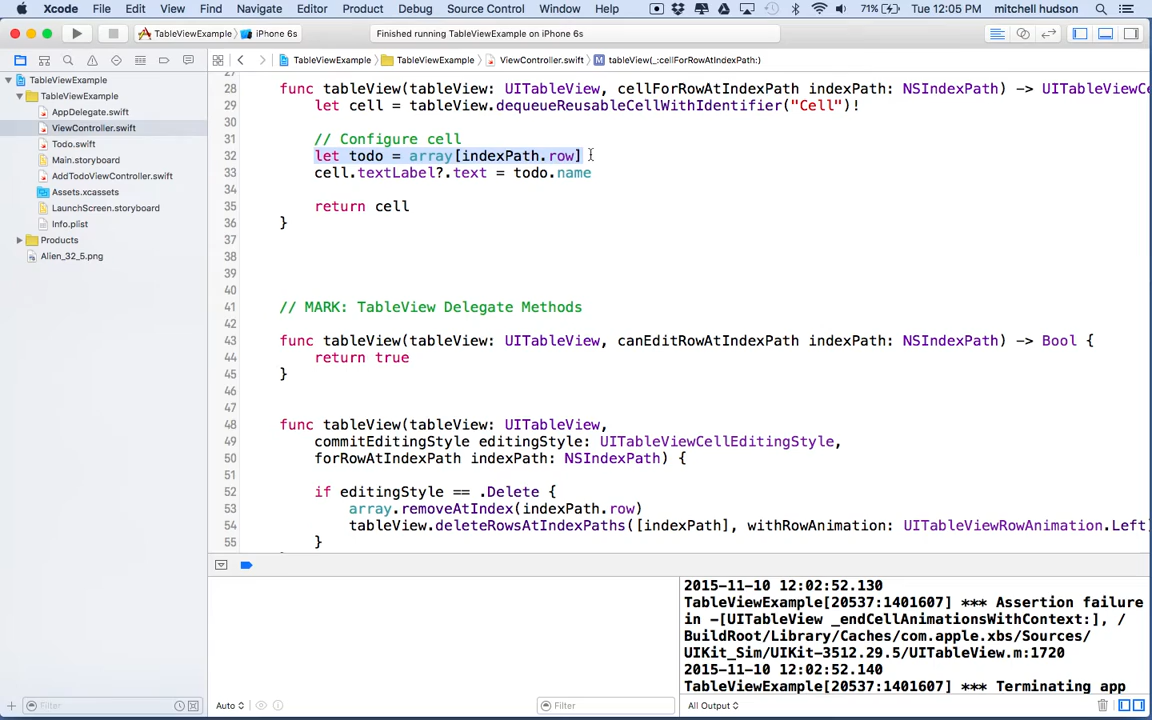 Xcode File Edit View Find Navigate Editor Product Debug Source Control Window Help 71% Tue 12:05 PM mitchell hudson
TableViewExample iPhone 6s Finished running TableViewExample on iPhone 6s
TableViewExample TableViewExample ViewController.swift M tableView(_:cellForRowAtIndexPath:)
TableViewExample
TableViewExample
AppDelegate.swift
ViewController.swift
Todo.swift
Main.storyboard
AddTodoViewController.swift
Assets.xcassets
LaunchScreen.storyboard
Info.plist
Products
Alien_32_5.png
Filter
27
28 func tableView(tableView: UITableView, cellForRowAtIndexPath indexPath: NSIndexPath) -> UITableViewCe
29 let cell = tableView.dequeueReusableCellWithIdentifier("Cell")!
30
31 // Configure cell
32 let todo = array[indexPath.row]
33 cell.textLabel?.text = todo.name
34
35 return cell
36 }
37
38
39
40
41 // MARK: TableView Delegate Methods
42
43 func tableView(tableView: UITableView, canEditRowAtIndexPath indexPath: NSIndexPath) -> Bool {
44 return true
45 }
46
47
48 func tableView(tableView: UITableView,
49 commitEditingStyle editingStyle: UITableViewCellEditingStyle,
50 forRowAtIndexPath indexPath: NSIndexPath) {
51
52 if editingStyle == .Delete {
53 array.removeAtIndex(indexPath.row)
54 tableView.deleteRowsAtIndexPaths([indexPath], withRowAnimation: UITableViewRowAnimation.Left)
55 }
2015-11-10 12:02:52.130
TableViewExample[20537:1401607] *** Assertion failure
in -[UITableView _endCellAnimationsWithContext:], /
BuildRoot/Library/Caches/com.apple.xbs/Sources/
UIKit_Sim/UIKit-3512.29.5/UITableView.m:1720
2015-11-10 12:02:52.140
TableViewExample[20537:1401607] *** Terminating app
Auto Filter All Output